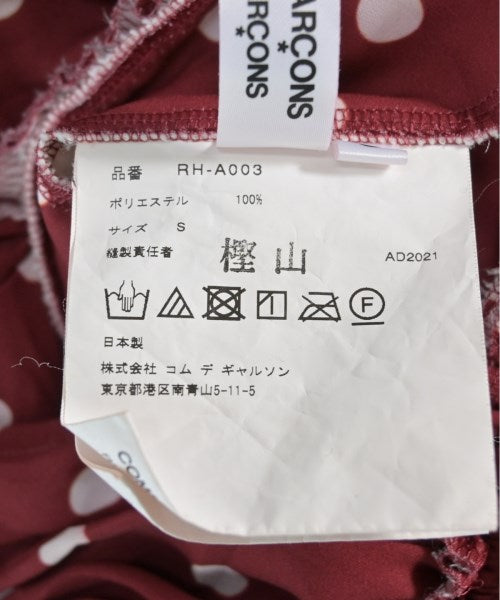 GARCONS
GARCONS
品番 RH-A003
ポリエステル 100%
サイズ S
縫製責任者 樫山 AD2021
F
日本製
株式会社 コム デ ギャルソン
東京都港区南青山5-11-5
COM